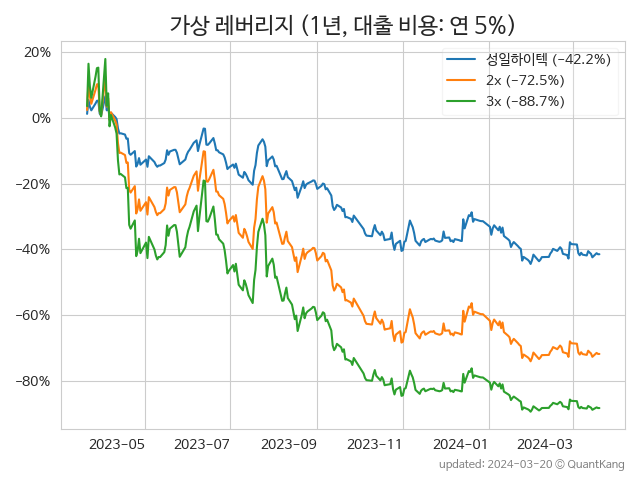 가상 레버리지 (1년, 대출 비용: 연 5%)
성일하이텍 (-42.2%)
2x (-72.5%)
3x (-88.7%)
20%
0%
-20%
-40%
-60%
-80%
2023-05
2023-07
2023-09
2023-11
2024-01
2024-03
updated: 2024-03-20 © QuantKang